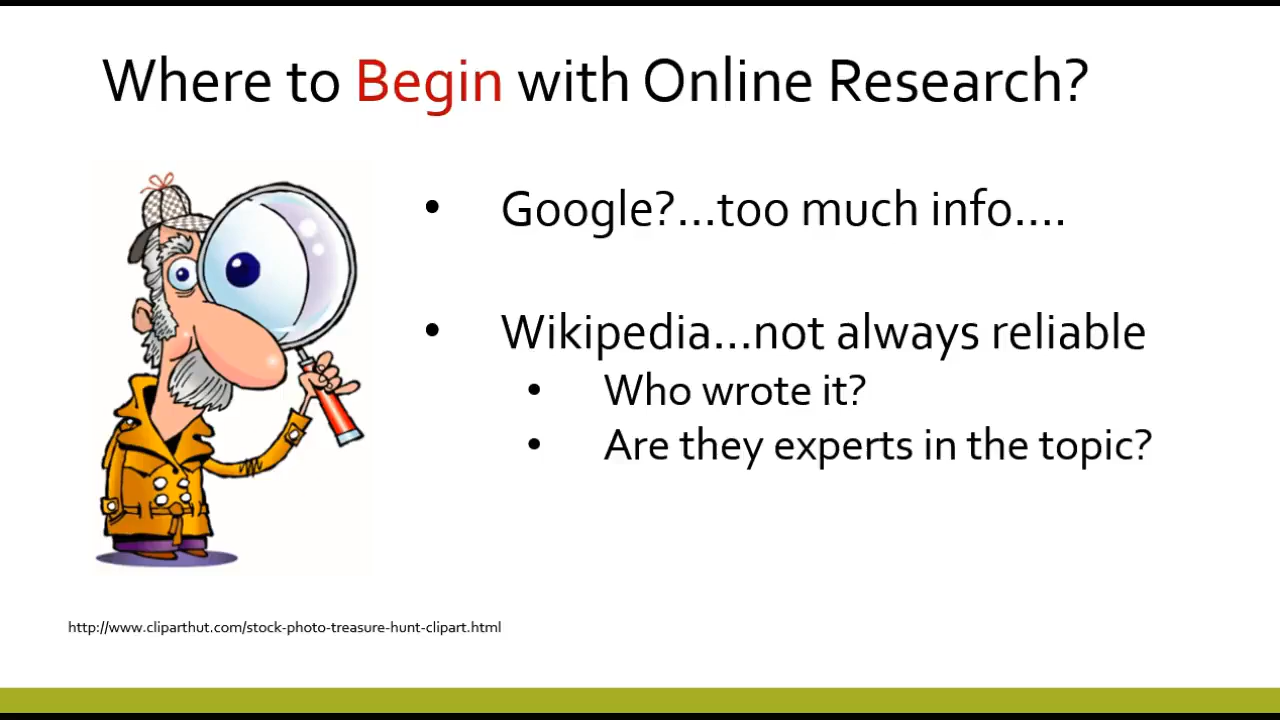 Where to Begin with Online Research?
• Google?...too much info....
• Wikipedia...not always reliable
• Who wrote it?
• Are they experts in the topic?
http://www.cliparthut.com/stock-photo-treasure-hunt-clipart.html